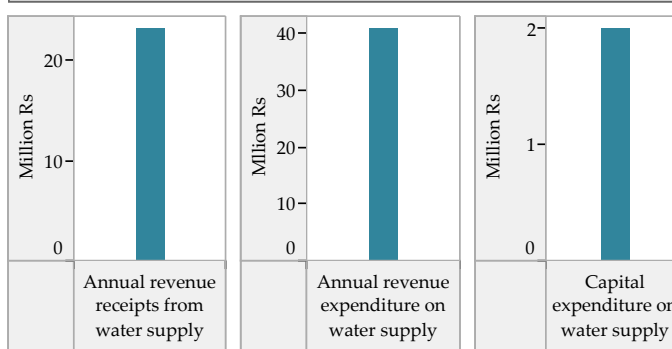 Million Rs
20
10
0
Annual revenue
receipts from
water supply
MIlion Rs
40
30
20
10
0
Annual revenue
expenditure on
water supply
Million Rs
2
1
0
Capital
expenditure on
water supply